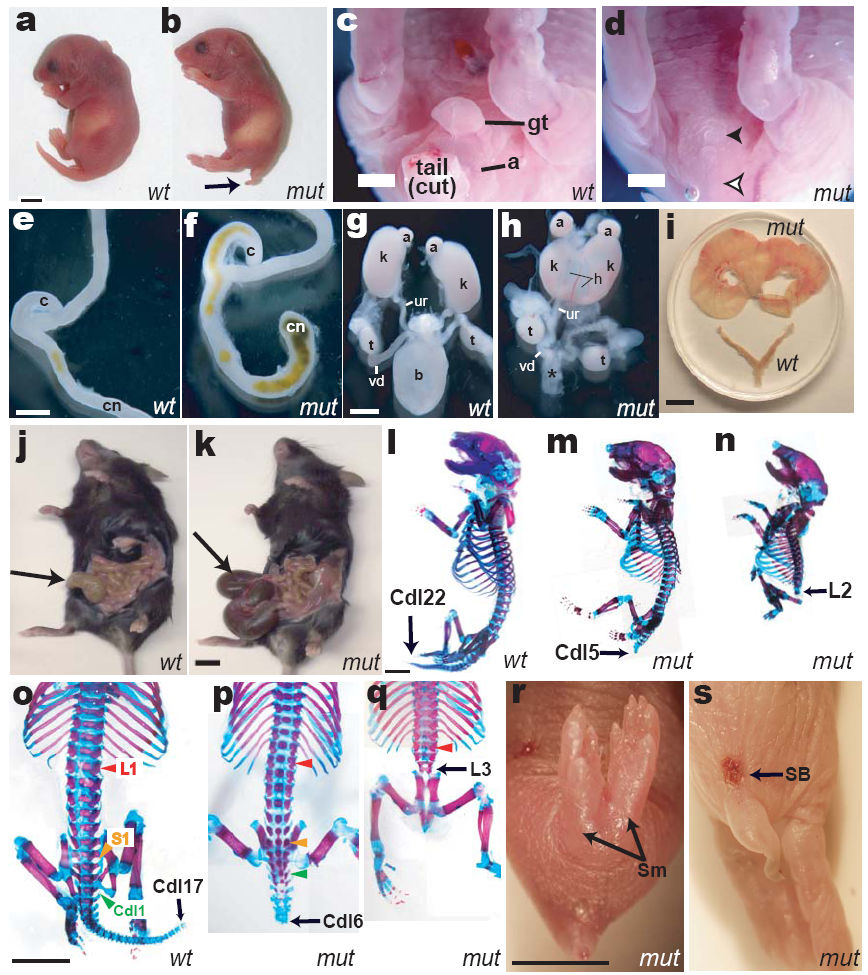 a
b
wt
mut
c
gt
tail
(cut)
a
wt
d
mut
e
c
cn
wt
f
c
cn
mut
g
a
a
k
k
ur
t
t
vd
b
wt
h
a
a
k
k
h
ur
t
vd
*
t
mut
i
mut
wt
j
wt
k
mut
l
Cdl22
wt
m
Cdl5
mut
n
L2
mut
o
L1
S1
Cdl1
Cdl17
wt
p
Cdl6
mut
q
L3
mut
r
Sm
mut
s
SB
mut